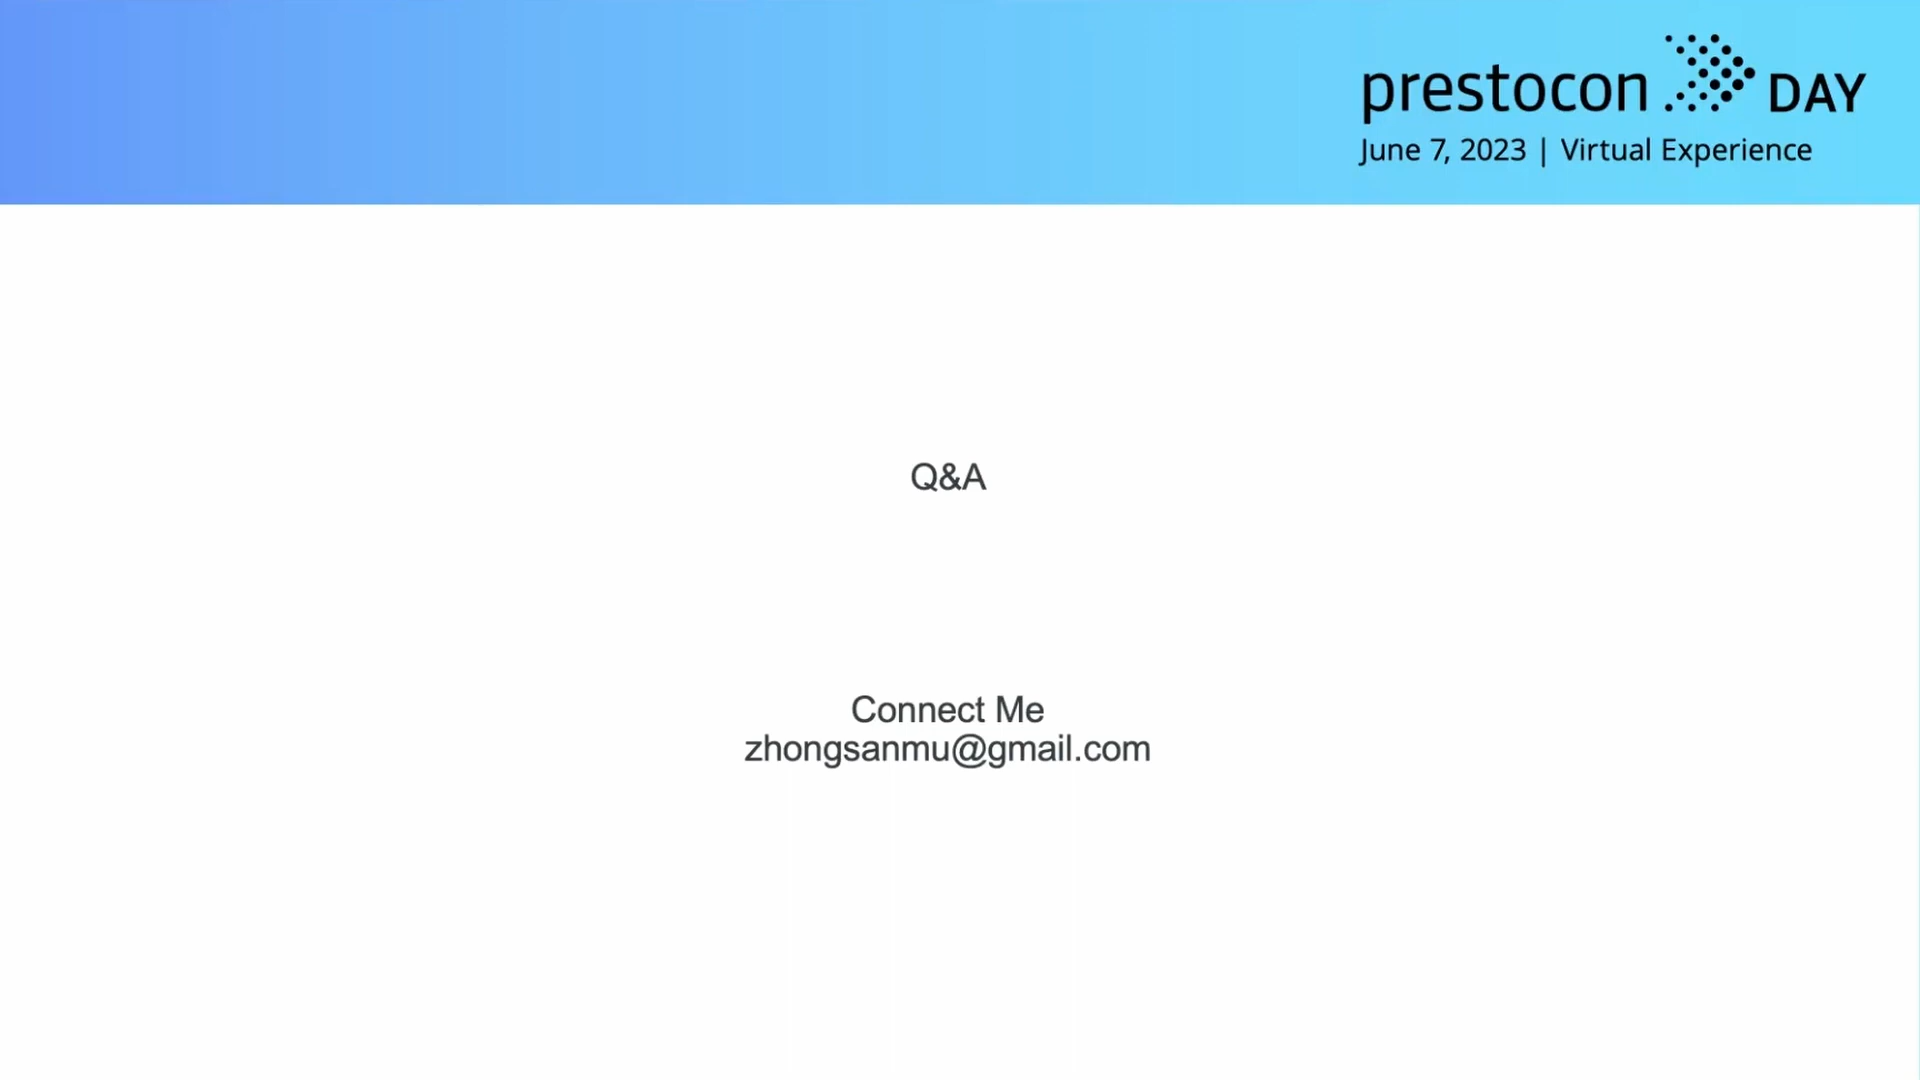 prestocon DAY
June 7, 2023 | Virtual Experience
Q&A
Connect Me
zhongsanmu@gmail.com